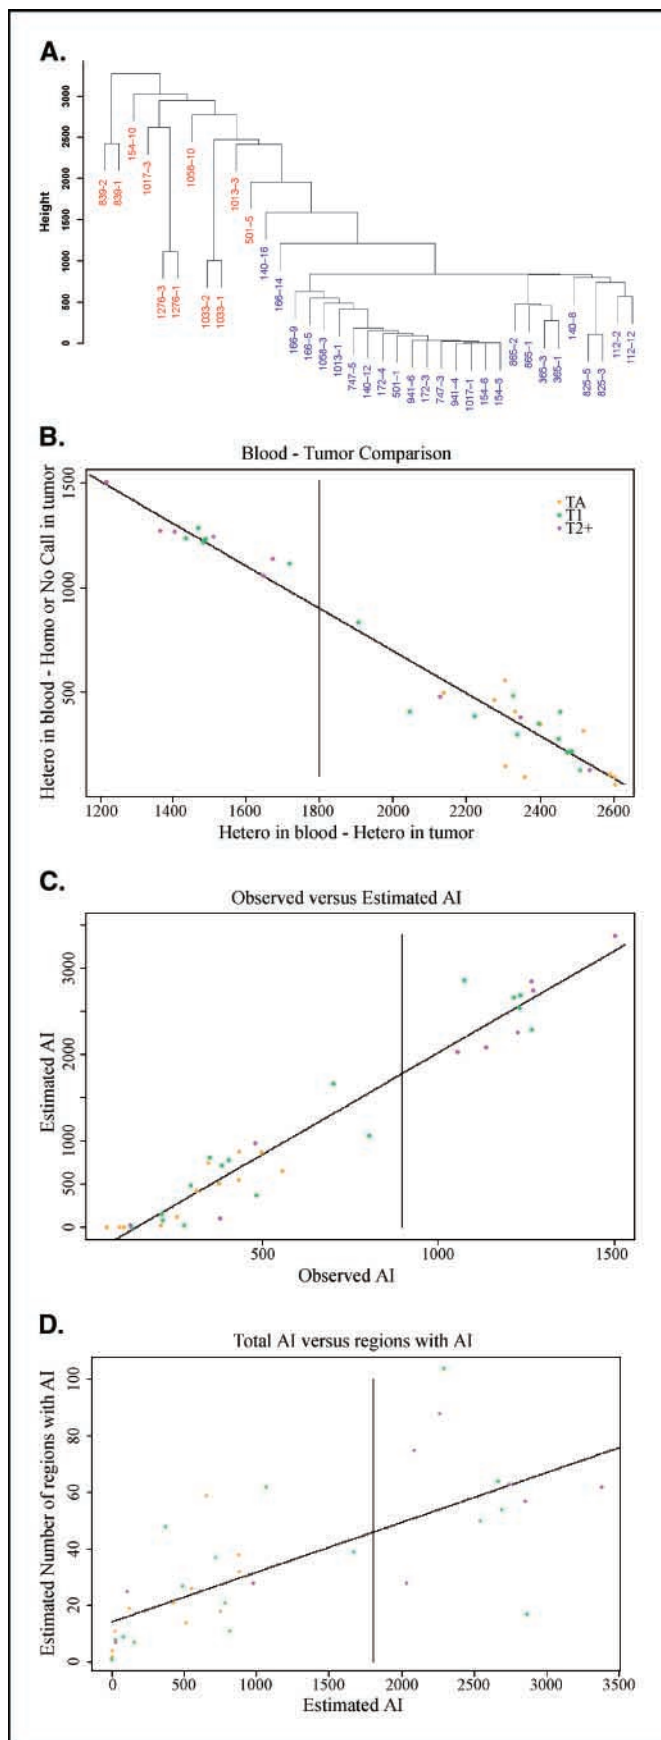 A.
Height
3000
2500
2000
1500
1000
500
0
839-2
839-1
154-10
1017-3
1276-3
1276-1
1058-10
1033-2
1033-1
1013-3
501-5
140-16
166-14
166-9
166-5
1058-3
1013-1
747-5
140-12
172-4
501-1
941-6
172-3
747-3
941-4
1017-1
154-6
154-5
865-2
865-1
365-3
365-1
140-8
825-5
825-3
112-2
112-12
B.
Blood - Tumor Comparison
Hetero in blood - Homo or No Call in tumor
1500
1000
500
TA
T1
T2+
1200 1400 1600 1800 2000 2200 2400 2600
Hetero in blood - Hetero in tumor
C.
Observed versus Estimated AI
Estimated AI
3000
2000
1000
500
0
500 1000 1500
Observed AI
D.
Total AI versus regions with AI
Estimated Number of regions with AI
100
80
60
40
20
0
0 500 1000 1500 2000 2500 3000 3500
Estimated AI